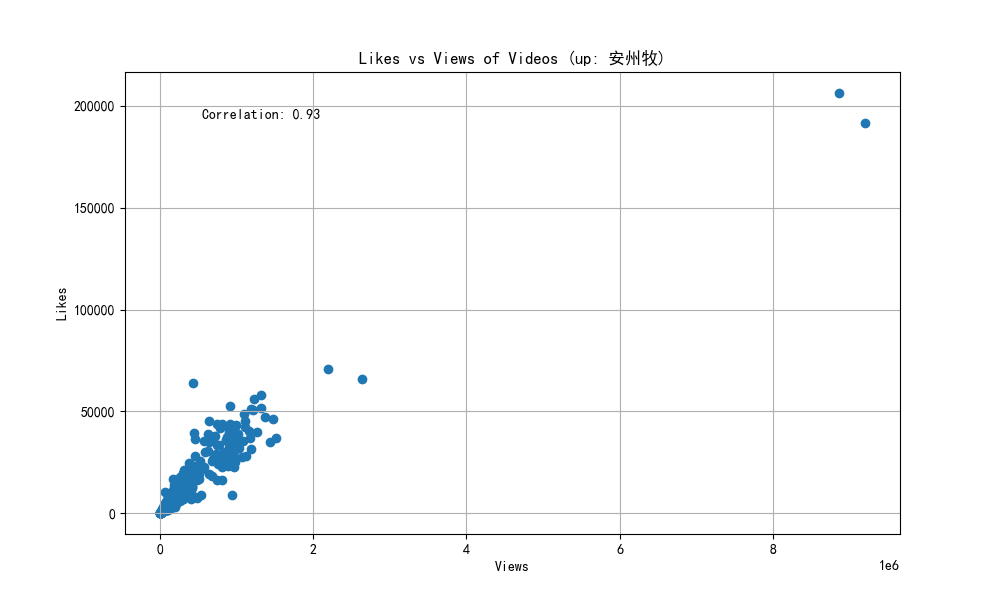 Likes vs Views of Videos (up: 安州牧)
Correlation: 0.93
200000
150000
100000
50000
0
Likes
0 2 4 6 8
1e6
Views